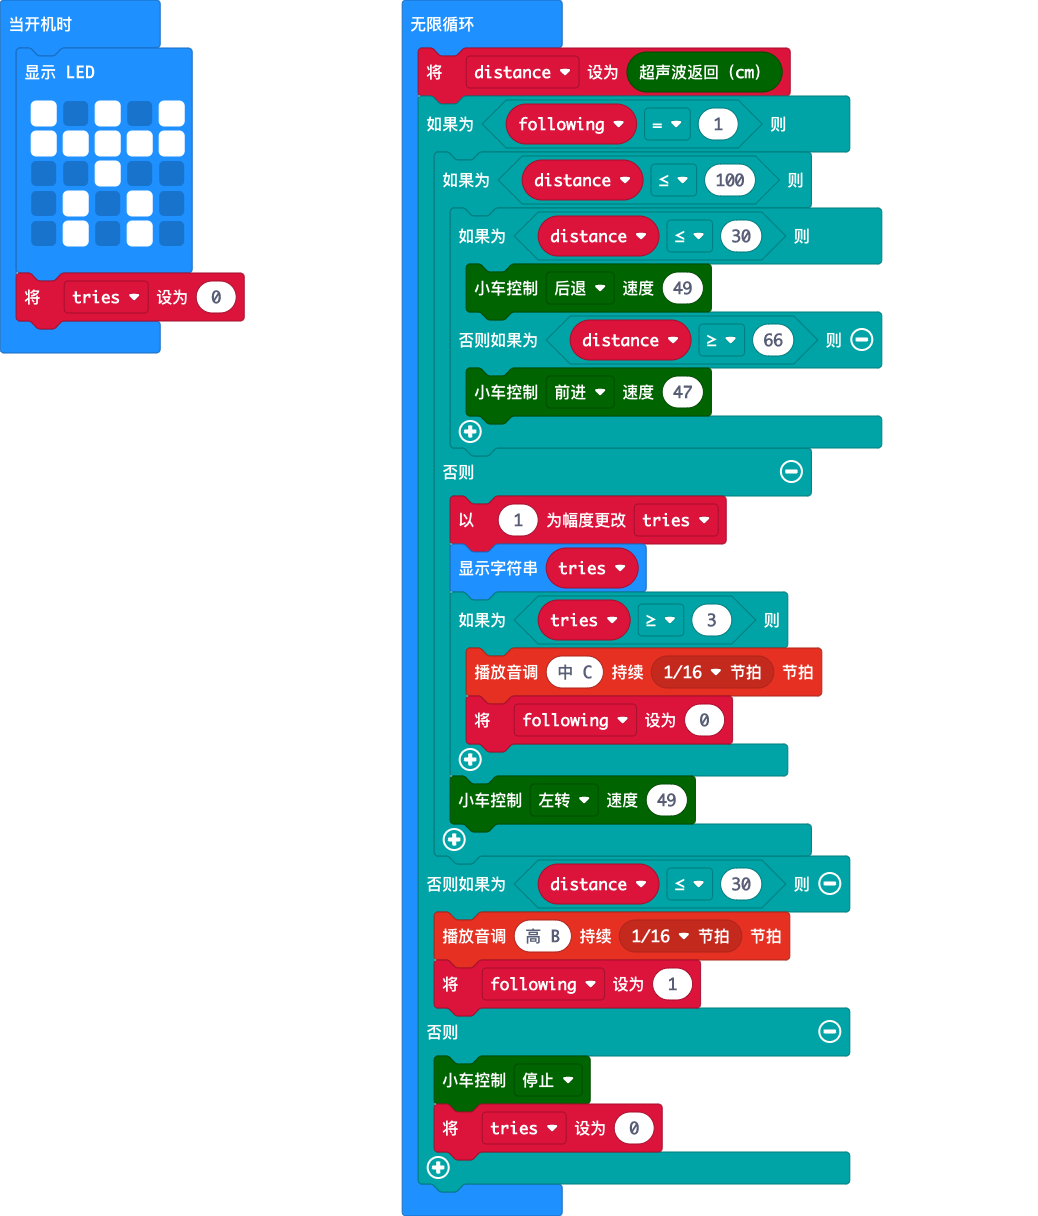 当开机时
显示 LED
将 tries 设为 0
无限循环
将 distance 设为 超声波返回 (cm)
如果为 following = 1 则
如果为 distance ≤ 100 则
如果为 distance ≤ 30 则
小车控制 后退 速度 49
否则如果为 distance ≥ 66 则
小车控制 前进 速度 47
否则
以 1 为幅度更改 tries
显示字符串 tries
如果为 tries ≥ 3 则
播放音调 中 C 持续 1/16 节拍 节拍
将 following 设为 0
小车控制 左转 速度 49
否则如果为 distance ≤ 30 则
播放音调 高 B 持续 1/16 节拍 节拍
将 following 设为 1
否则
小车控制 停止
将 tries 设为 0